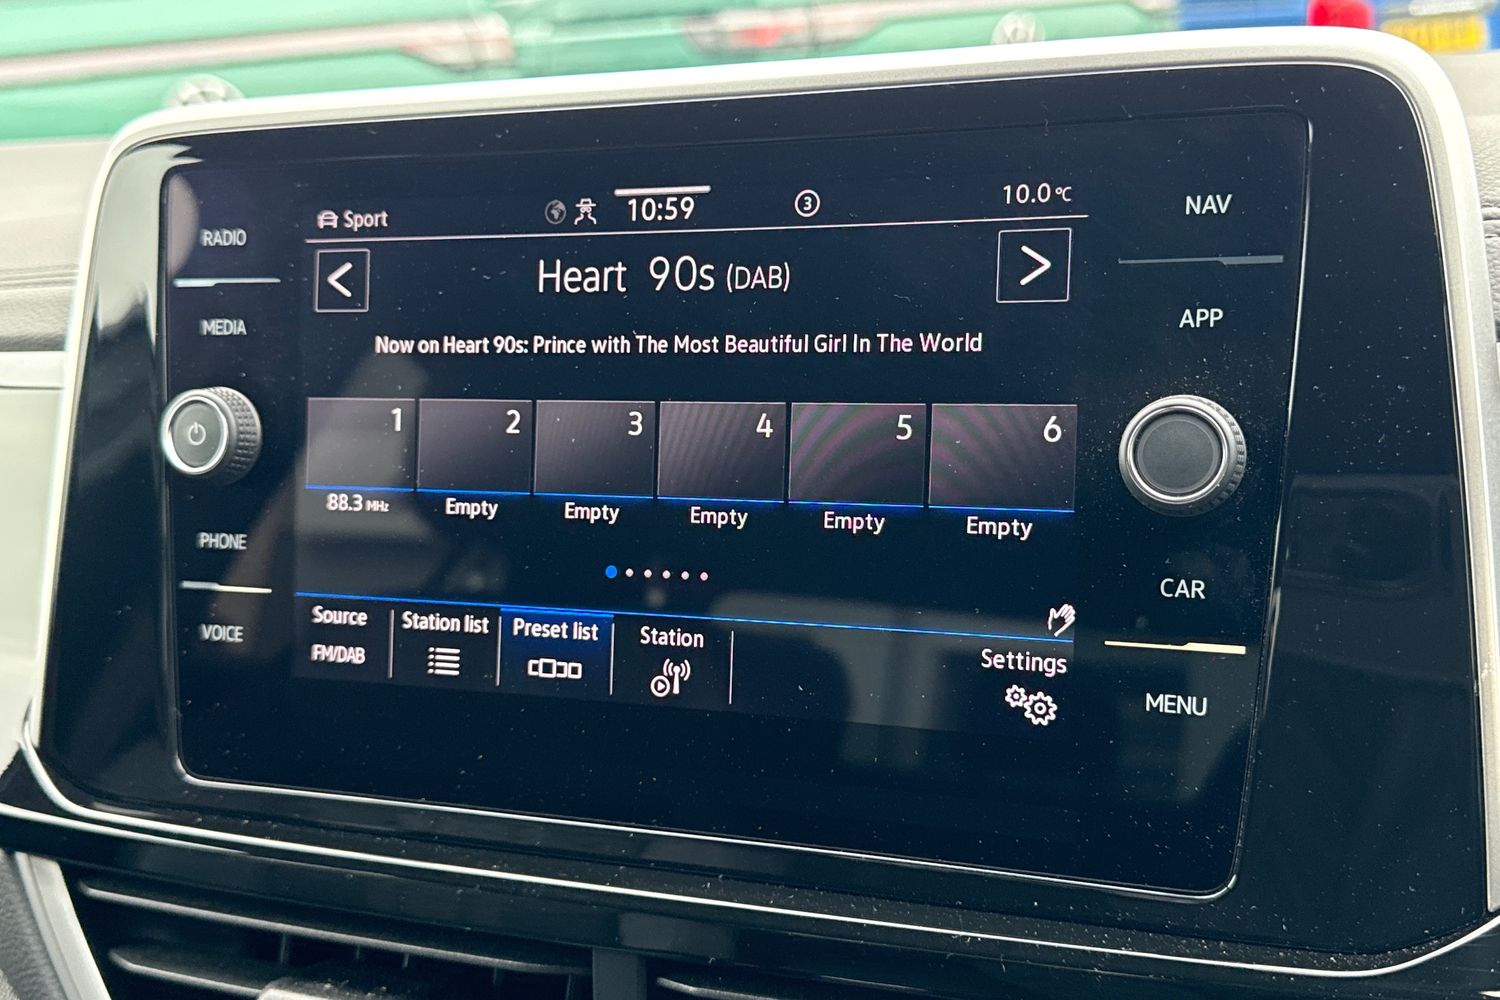 RADIO
MEDIA
PHONE
VOICE
Sport
10:59
3
10.0 °C
Heart 90s (DAB)
Now on Heart 90s: Prince with The Most Beautiful Girl In The World
1 2 3 4 5 6
88.3 MHz Empty Empty Empty Empty Empty
Source
FM/DAB
Station list
Preset list
Station
Settings
NAV
APP
CAR
MENU